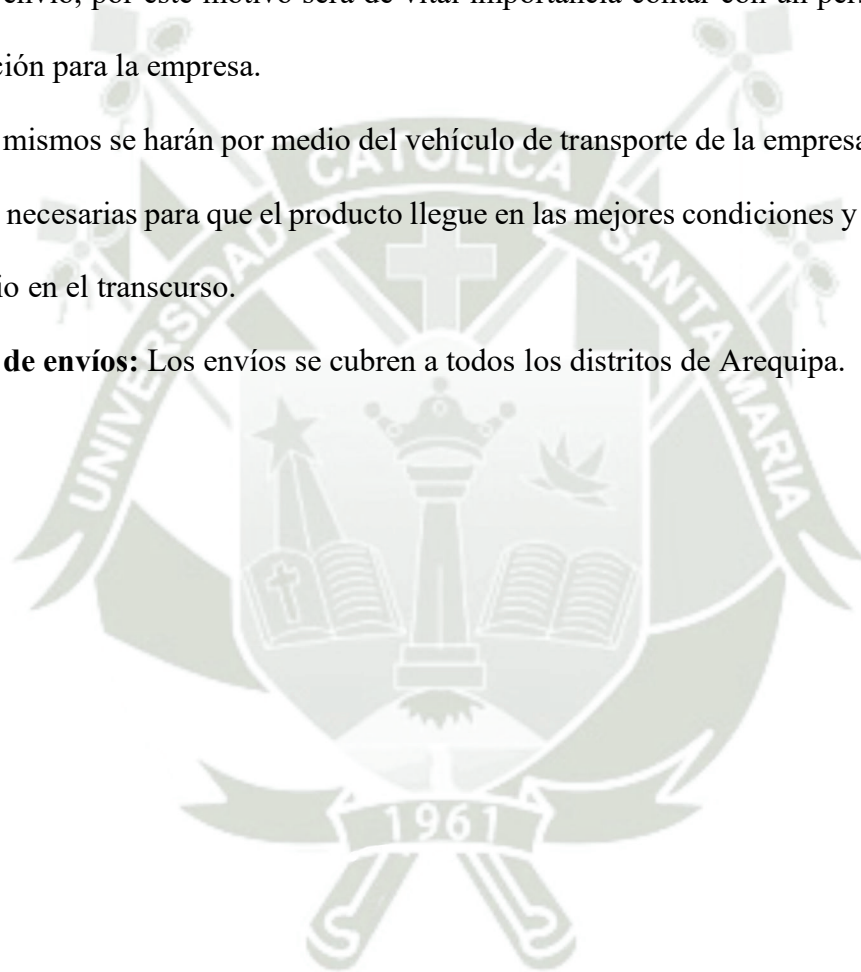 envío, por este motivo será de vital importancia contar con un
ción para la empresa.
mismos se harán por medio del vehículo de transporte de la empresa
necesarias para que el producto llegue en las mejores condiciones y
io en el transcurso.
de envíos: Los envíos se cubren a todos los distritos de Arequipa.
UNIVERSIDAD CATOLICA SANTA MARIA
1961